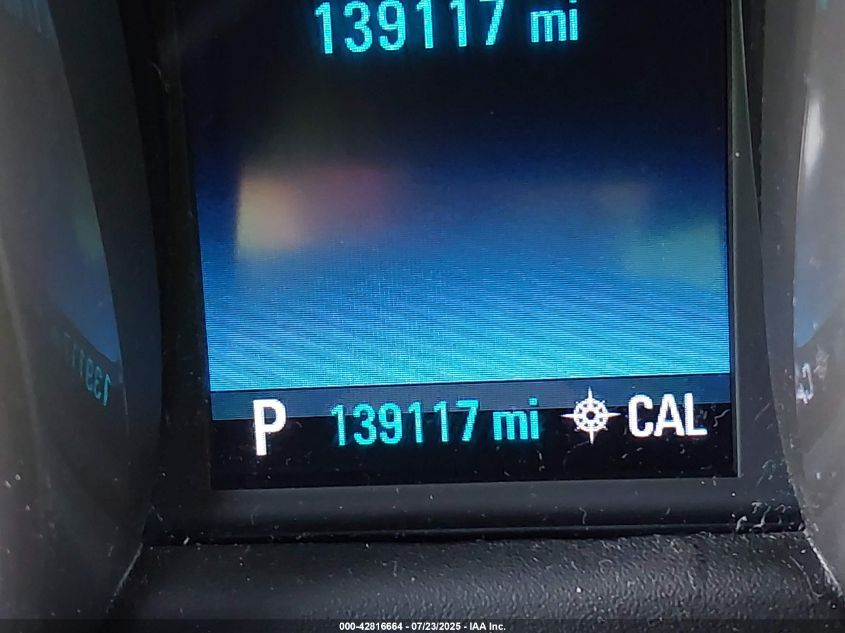 139117 mi
P 139117 mi CAL
000-42816664 - 07/23/2025 - IAA Inc.